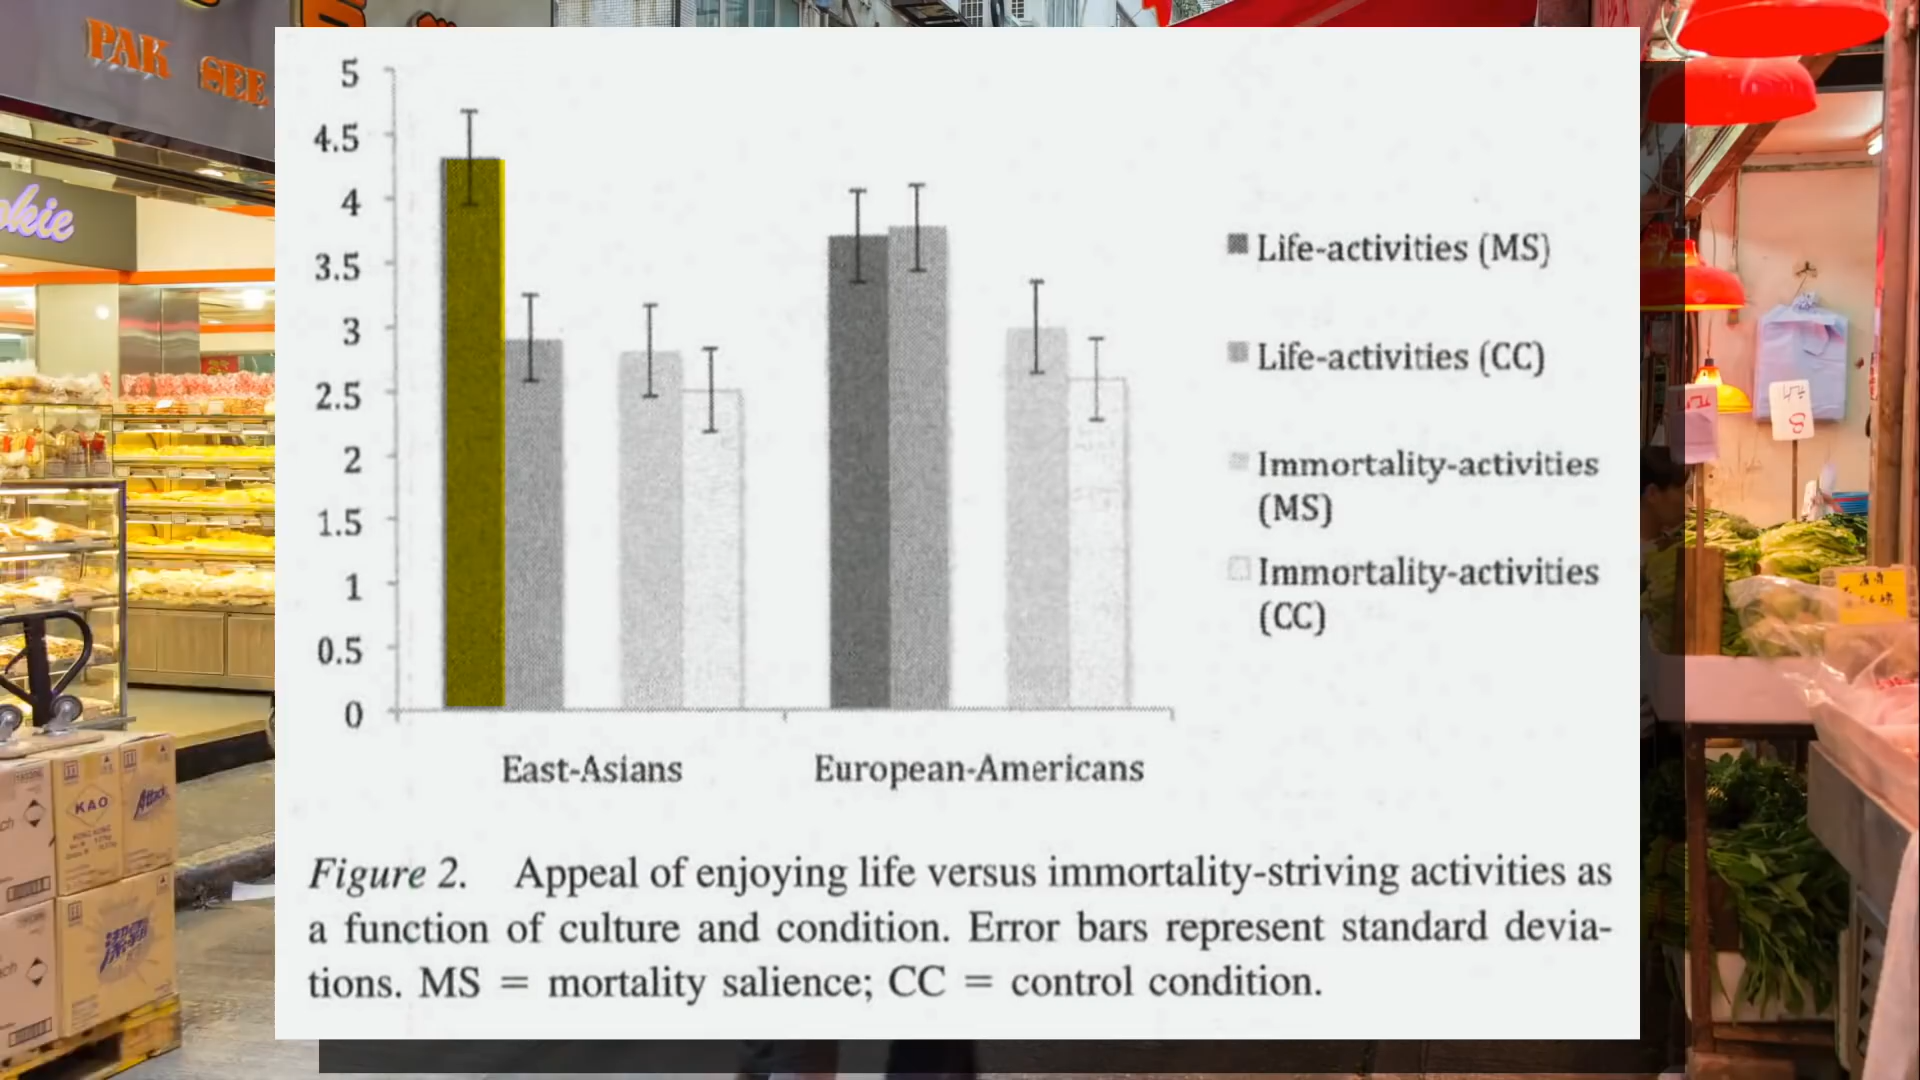 PAK SEE
okie
5
4.5
4
3.5
3
2.5
2
1.5
1
0.5
0
East-Asians
European-Americans
Life-activities (MS)
Life-activities (CC)
Immortality-activities
(MS)
Immortality-activities
(CC)
Figure 2. Appeal of enjoying life versus immortality-striving activities as
a function of culture and condition. Error bars represent standard devia-
tions. MS = mortality salience; CC = control condition.
KAO
Attack